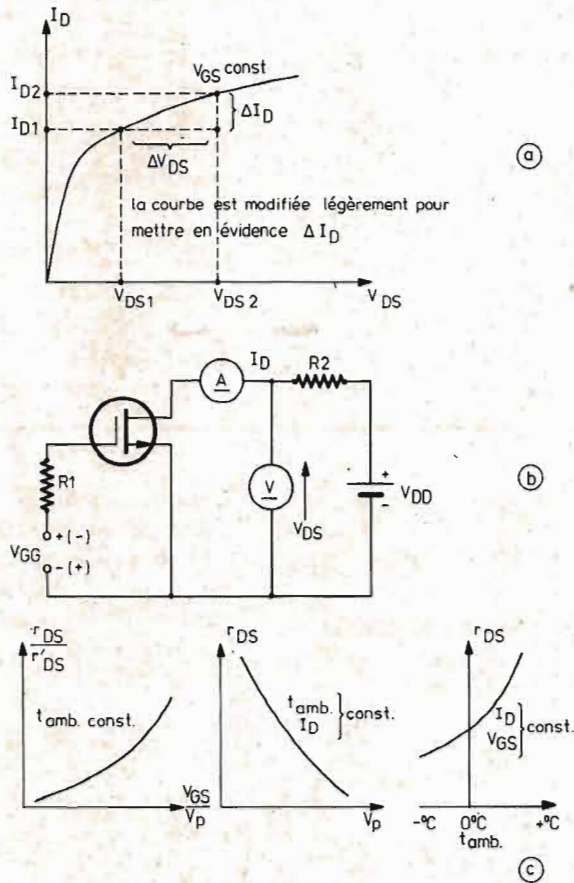 I_D
I_D2
V_GS const
I_D1
ΔI_D
ΔV_DS
la courbe est modifiée légèrement pour
mettre en évidence ΔI_D
V_DS1
V_DS2
V_DS
a
I_D
R2
A
R1
V
+
V_DD
-
V_DS
+(-)
V_GG
-(+)
b
r_DS
r'_DS
t_amb. const.
V_GS
V_p
r_DS
t_amb.
I_D
} const.
V_p
r_DS
I_D
V_GS
} const.
-°C
0°C
+°C
t_amb.
c